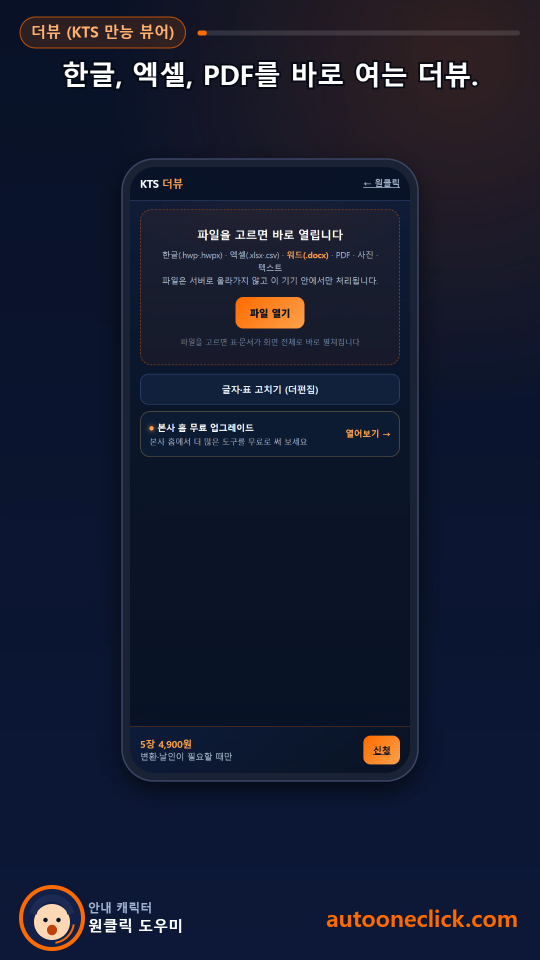 더뷰 (KTS 만능 뷰어)
한글, 엑셀, PDF를 바로 여는 더뷰.
KTS 더뷰
← 원클릭
파일을 고르면 바로 열립니다
한글(.hwp·.hwpx) · 엑셀(.xlsx·.csv) · 워드(.docx) · PDF · 사진 ·
텍스트
파일은 서버로 올라가지 않고 이 기기 안에서만 처리됩니다.
파일 열기
파일을 고르면 표·문서가 화면 전체로 바로 펼쳐집니다
글자·표 고치기 (더편집)
본사 홈 무료 업그레이드
본사 홈에서 더 많은 도구를 무료로 써 보세요
열어보기 →
5장 4,900원
변환·날인이 필요할 때만
신청
안내 캐릭터
원클릭 도우미
autooneclick.com